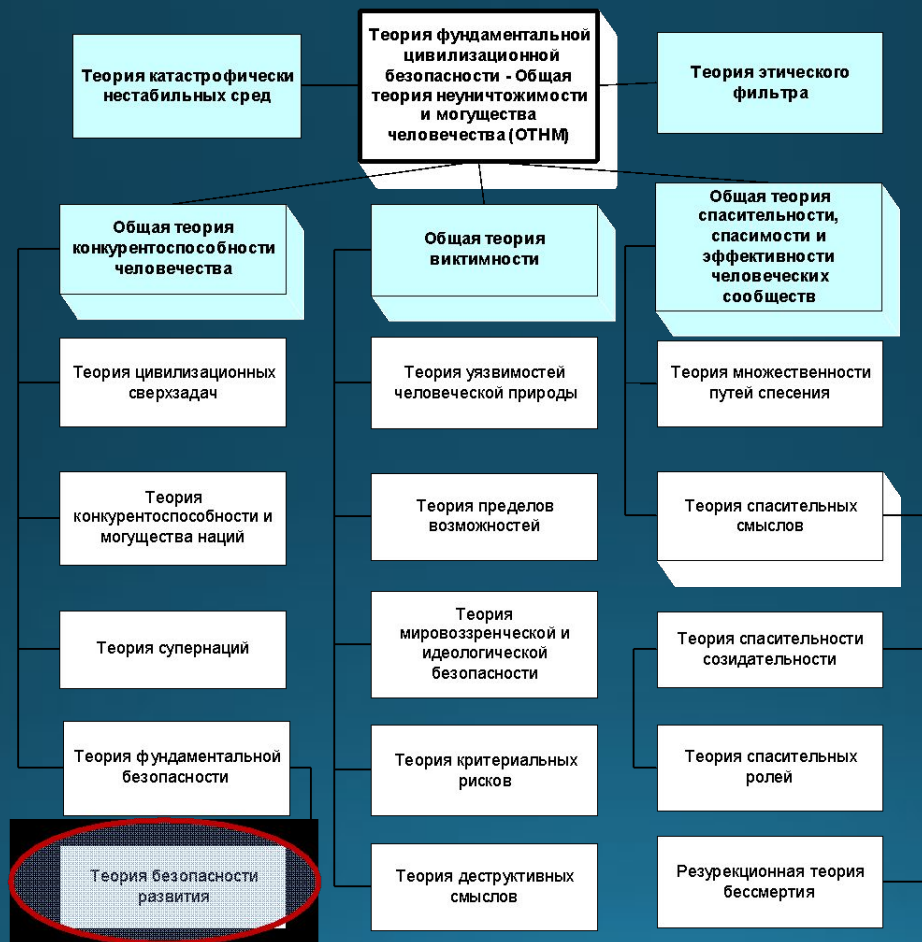 Теория катастрофически
нестабильных сред
Теория фундаментальной
цивилизационной
безопасности - Общая
теория неуничтожимости
и могущества
человечества (ОТНМ)
Теория этического
фильтра
Общая теория
конкурентоспособности
человечества
Общая теория
виктимности
Общая теория
спасительности,
спасимости и
эффективности
человеческих
сообществ
Теория цивилизационных
сверхзадач
Теория уязвимостей
человеческой природы
Теория множественности
путей спесения
Теория
конкурентоспособности и
могущества наций
Теория пределов
возможностей
Теория спасительных
смыслов
Теория супернаций
Теория
мировоззренческой и
идеологической
безопасности
Теория спасительности
созидательности
Теория фундаментальной
безопасности
Теория критериальных
рисков
Теория спасительных
ролей
Теория безопасности
развития
Теория деструктивных
смыслов
Резурекционная теория
бессмертия